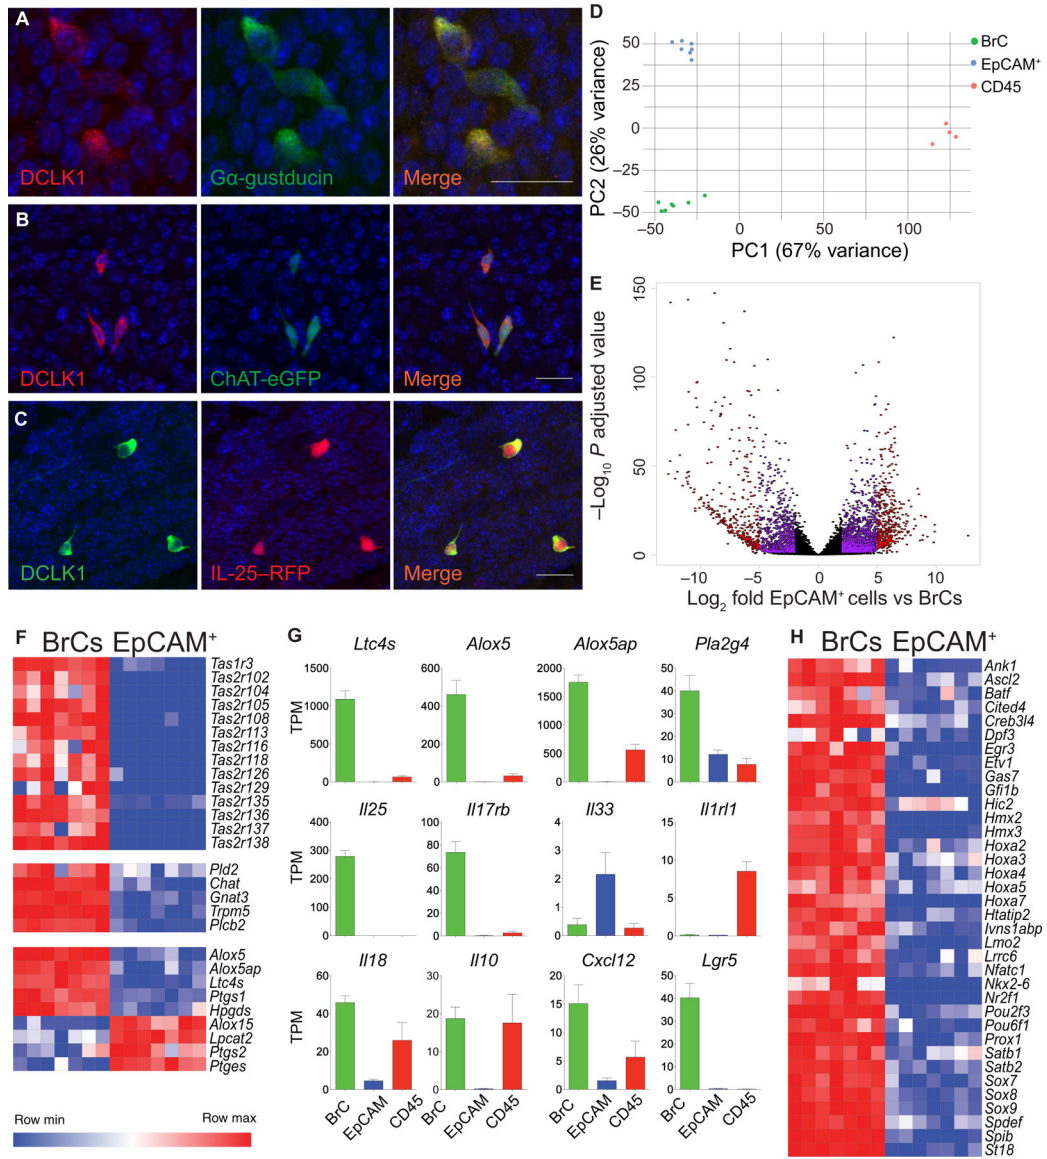 A
DCLK1
Gα-gustducin
Merge
B
DCLK1
ChAT-eGFP
Merge
C
DCLK1
IL-25–RFP
Merge
D
PC2 (26% variance)
50
25
0
−25
−50
−50
0
50
100
PC1 (67% variance)
BrC
EpCAM+
CD45
E
−Log10 P adjusted value
150
100
50
0
−10
−5
0
5
10
Log2 fold EpCAM+ cells vs BrCs
F
BrCs EpCAM+
Tas1r3
Tas2r102
Tas2r104
Tas2r105
Tas2r108
Tas2r113
Tas2r116
Tas2r118
Tas2r126
Tas2r129
Tas2r135
Tas2r136
Tas2r137
Tas2r138
Pld2
Chat
Gnat3
Trpm5
Plcb2
Alox5
Alox5ap
Ltc4s
Ptgs1
Hpgds
Alox15
Lpcat2
Ptgs2
Ptges
Row min
Row max
G
Ltc4s
TPM
1500
1000
500
0
Alox5
600
400
200
0
Alox5ap
2000
1500
1000
500
0
Pla2g4
50
40
30
20
10
0
Il25
TPM
400
300
200
100
0
Il17rb
100
80
60
40
20
0
Il33
4
3
2
1
0
Il1rl1
15
10
5
0
Il18
TPM
60
40
20
0
BrC
EpCAM
CD45
Il10
30
20
10
0
BrC
EpCAM
CD45
Cxcl12
20
15
10
5
0
BrC
EpCAM
CD45
Lgr5
60
40
20
0
BrC
EpCAM
CD45
H
BrCs EpCAM+
Ank1
Ascl2
Batf
Cited4
Creb3l4
Dpf3
Egr3
Etv1
Gas7
Gfi1b
Hic2
Hmx2
Hmx3
Hoxa2
Hoxa3
Hoxa4
Hoxa5
Hoxa7
Htatip2
Ivns1abp
Lmo2
Lrrc6
Nfatc1
Nkx2-6
Nr2f1
Pou2f3
Pou6f1
Prox1
Satb1
Satb2
Sox7
Sox8
Sox9
Spdef
Spib
St18